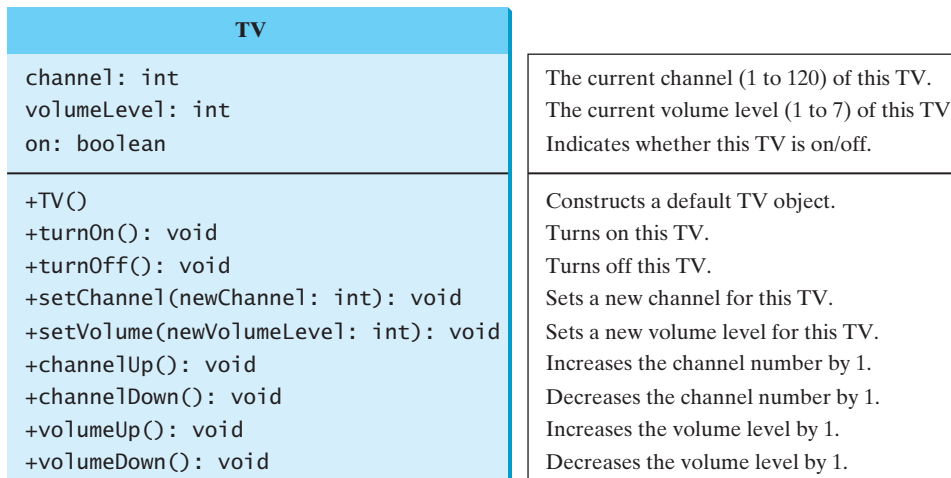 TV
channel: int
volumeLevel: int
on: boolean
The current channel (1 to 120) of this TV.
The current volume level (1 to 7) of this TV
Indicates whether this TV is on/off.
+TV()
+turnOn(): void
+turnOff(): void
+setChannel(newChannel: int): void
+setVolume(newVolumeLevel: int): void
+channelUp(): void
+channelDown(): void
+volumeUp(): void
+volumeDown(): void
Constructs a default TV object.
Turns on this TV.
Turns off this TV.
Sets a new channel for this TV.
Sets a new volume level for this TV.
Increases the channel number by 1.
Decreases the channel number by 1.
Increases the volume level by 1.
Decreases the volume level by 1.